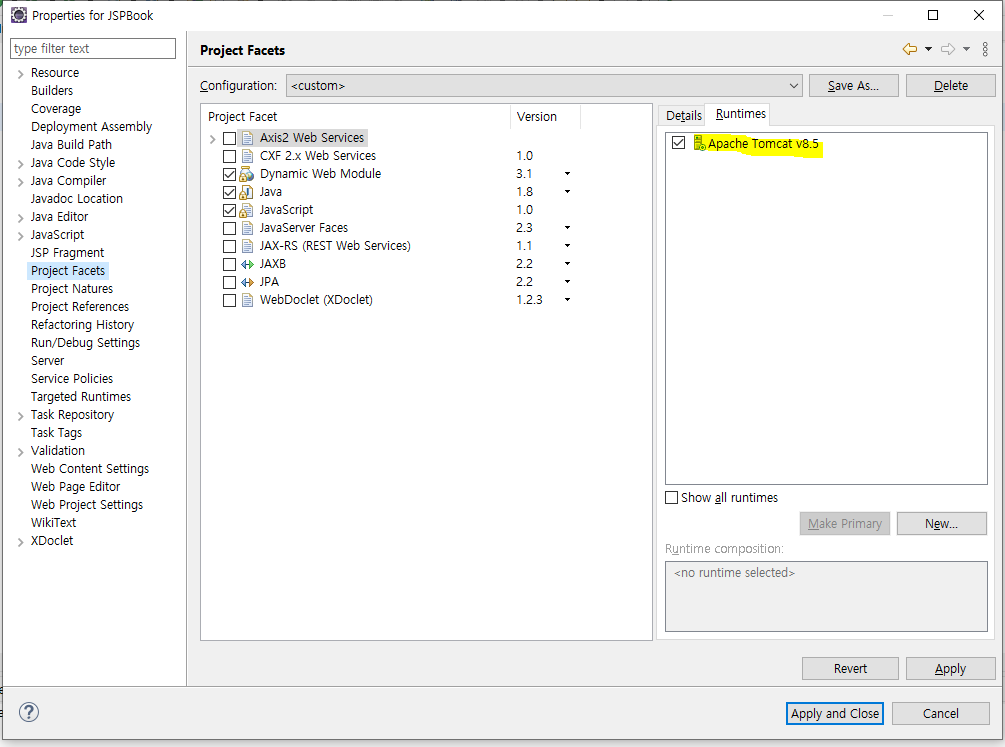 Properties for JSPBook
type filter text
Resource
Builders
Coverage
Deployment Assembly
Java Build Path
Java Code Style
Java Compiler
Javadoc Location
Java Editor
JavaScript
JSP Fragment
Project Facets
Project Natures
Project References
Refactoring History
Run/Debug Settings
Server
Service Policies
Targeted Runtimes
Task Repository
Task Tags
Validation
Web Content Settings
Web Page Editor
Web Project Settings
WikiText
XDoclet
Project Facets
Configuration: <custom> Save As... Delete
Project Facet Version
Axis2 Web Services
CXF 2.x Web Services 1.0
Dynamic Web Module 3.1
Java 1.8
JavaScript 1.0
JavaServer Faces 2.3
JAX-RS (REST Web Services) 1.1
JAXB 2.2
JPA 2.2
WebDoclet (XDoclet) 1.2.3
Details Runtimes
Apache Tomcat v8.5
Show all runtimes
Make Primary New...
Runtime composition:
<no runtime selected>
Revert Apply
? Apply and Close Cancel